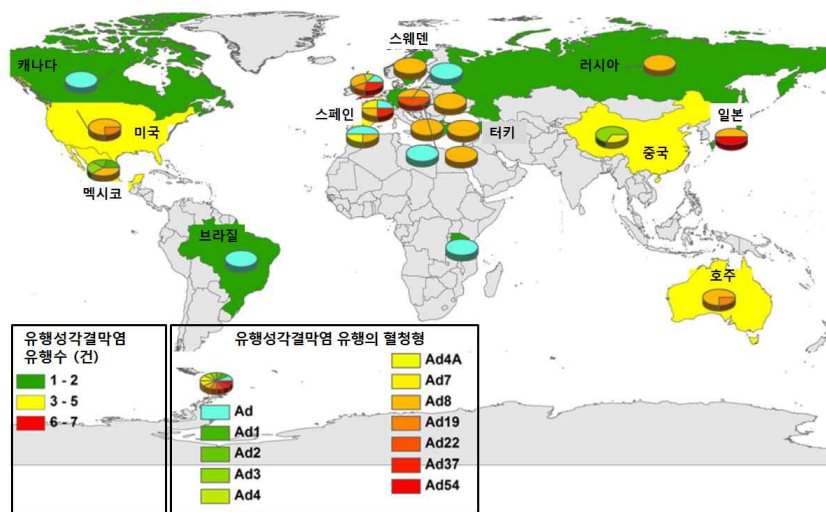 스웨덴
캐나다
러시아
스페인
일본
미국
터키
중국
멕시코
브라질
호주
유행성각결막염
유행수 (건)
1 - 2
3 - 5
6 - 7
유행성각결막염 유행의 혈청형
Ad
Ad1
Ad2
Ad3
Ad4
Ad4A
Ad7
Ad8
Ad19
Ad22
Ad37
Ad54